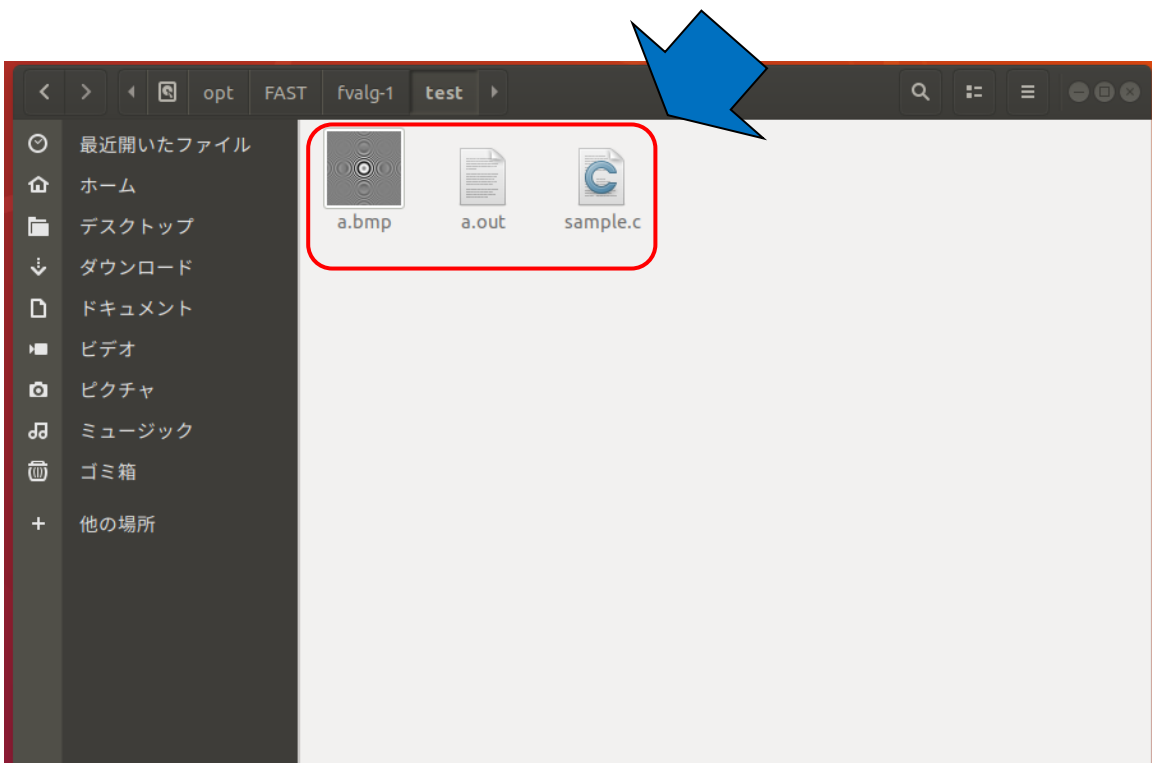 opt FAST fvalg-1 test
最近開いたファイル
ホーム
デスクトップ
ダウンロード
ドキュメント
ビデオ
ピクチャ
ミュージック
ゴミ箱
+ 他の場所
a.bmp a.out sample.c